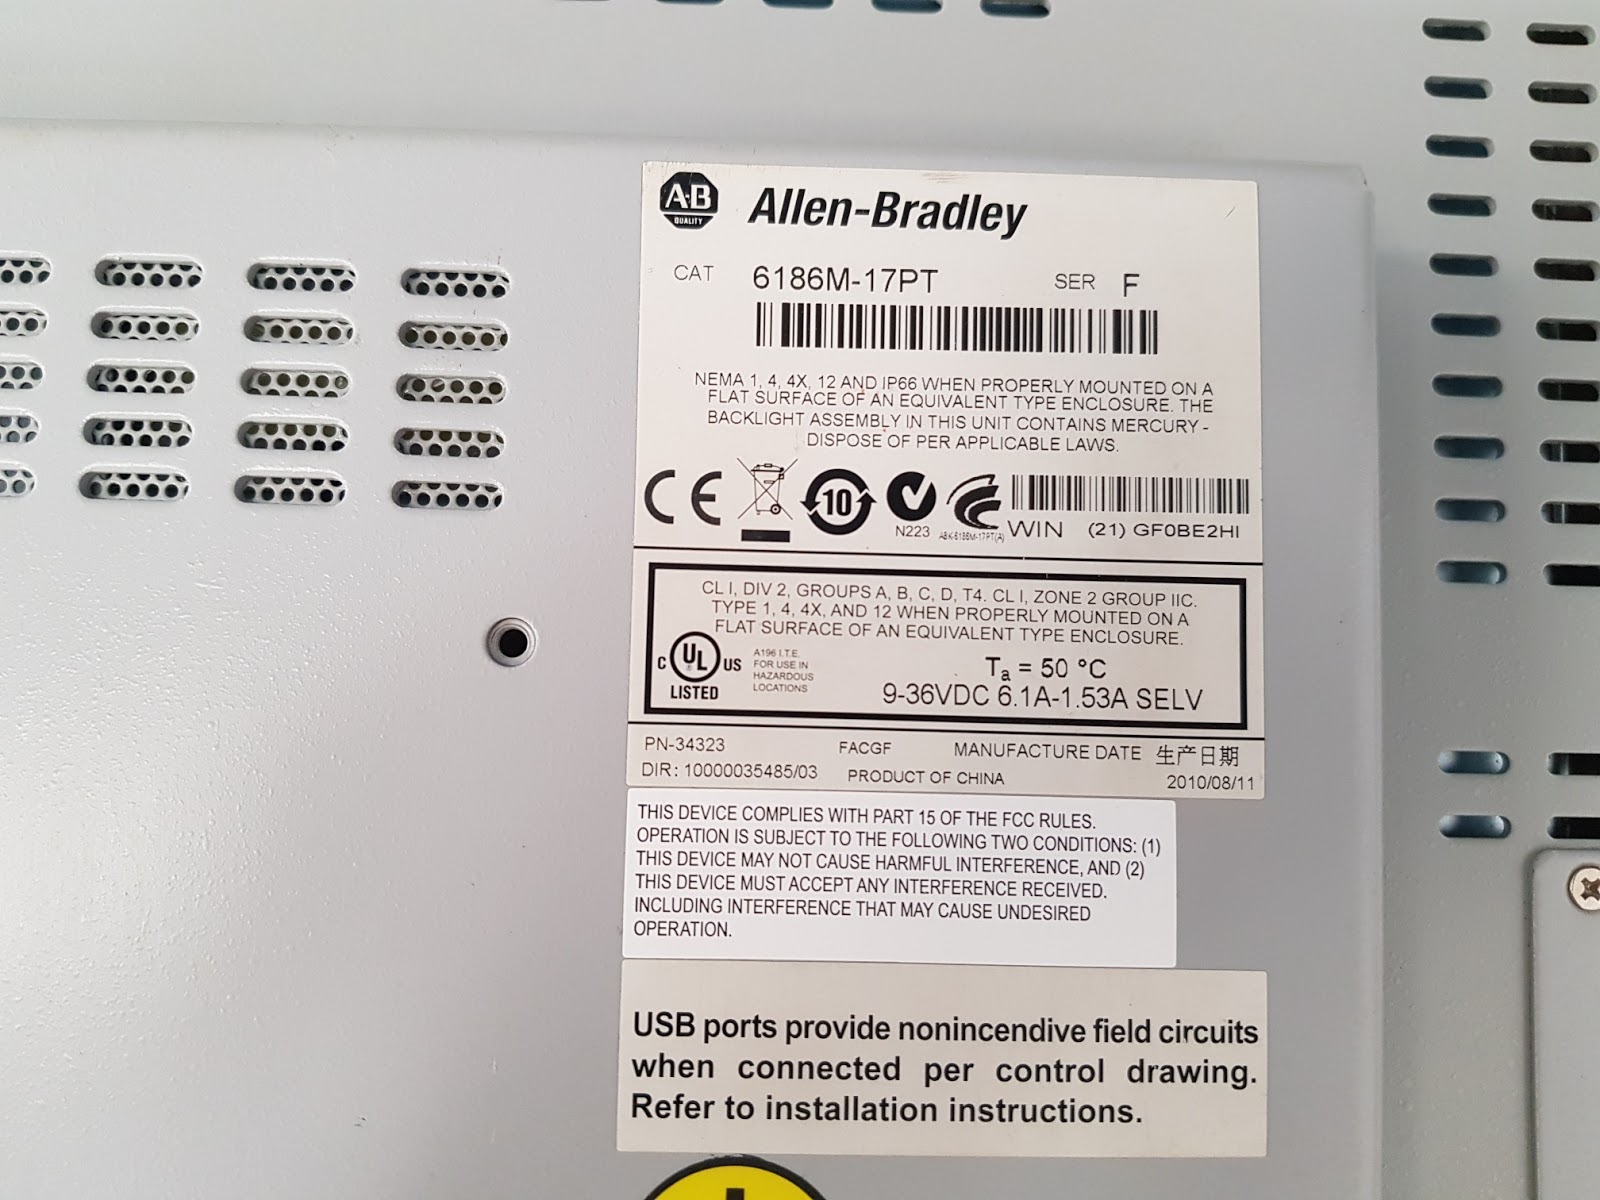 A·B
QUALITY
Allen-Bradley
CAT 6186M-17PT SER F
NEMA 1, 4, 4X, 12 AND IP66 WHEN PROPERLY MOUNTED ON A
FLAT SURFACE OF AN EQUIVALENT TYPE ENCLOSURE. THE
BACKLIGHT ASSEMBLY IN THIS UNIT CONTAINS MERCURY -
DISPOSE OF PER APPLICABLE LAWS.
CE
10
N223
ABK-6186M-17PT(A)
WIN (21) GF0BE2HI
CL I, DIV 2, GROUPS A, B, C, D, T4. CL I, ZONE 2 GROUP IIC.
TYPE 1, 4, 4X, AND 12 WHEN PROPERLY MOUNTED ON A
FLAT SURFACE OF AN EQUIVALENT TYPE ENCLOSURE.
C UL US
LISTED
A196 I.T.E.
FOR USE IN
HAZARDOUS
LOCATIONS
Ta = 50 °C
9-36VDC 6.1A-1.53A SELV
PN-34323 FACGF MANUFACTURE DATE 生产日期
DIR: 10000035485/03 PRODUCT OF CHINA 2010/08/11
THIS DEVICE COMPLIES WITH PART 15 OF THE FCC RULES.
OPERATION IS SUBJECT TO THE FOLLOWING TWO CONDITIONS: (1)
THIS DEVICE MAY NOT CAUSE HARMFUL INTERFERENCE, AND (2)
THIS DEVICE MUST ACCEPT ANY INTERFERENCE RECEIVED.
INCLUDING INTERFERENCE THAT MAY CAUSE UNDESIRED
OPERATION.
USB ports provide nonincendive field circuits
when connected per control drawing.
Refer to installation instructions.